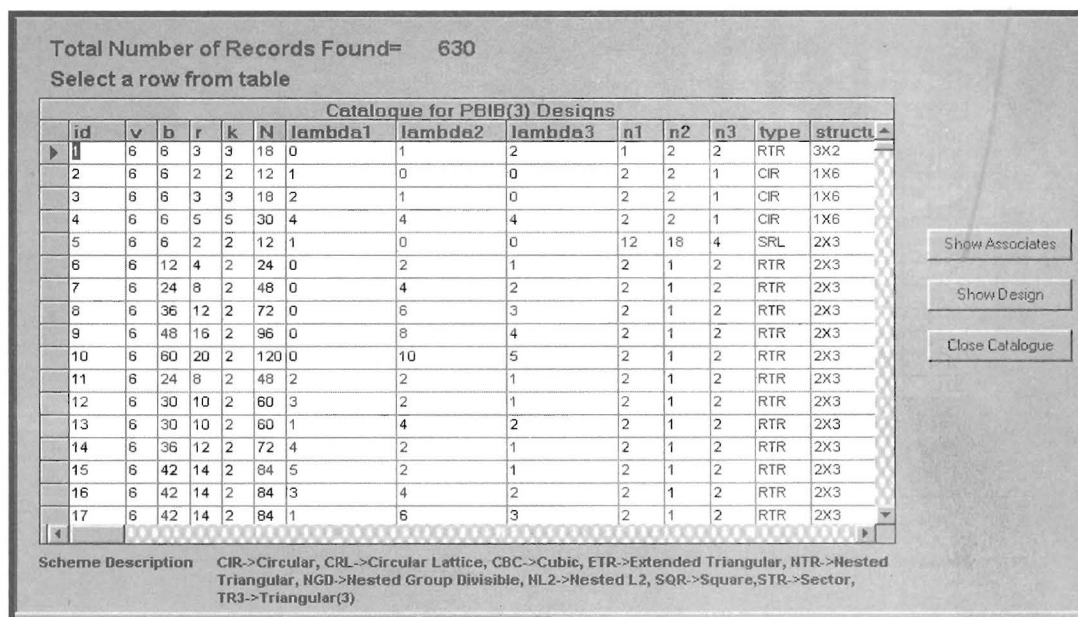 Total Number of Records Found= 630
Select a row from table
Catalogue for PBIB(3) Designs
id v b r k N lambda1 lambda2 lambda3 n1 n2 n3 type structu
1 6 6 3 3 18 0 1 2 1 2 2 RTR 3X2
2 6 6 2 2 12 1 0 0 2 2 1 CIR 1X6
3 6 6 3 3 18 2 1 0 2 2 1 CIR 1X6
4 6 6 5 5 30 4 4 4 2 2 1 CIR 1X6
5 6 6 2 2 12 1 0 0 12 18 4 SRL 2X3
6 6 12 4 2 24 0 2 1 2 1 2 RTR 2X3
7 6 24 8 2 48 0 4 2 2 1 2 RTR 2X3
8 6 36 12 2 72 0 6 3 2 1 2 RTR 2X3
9 6 48 16 2 96 0 8 4 2 1 2 RTR 2X3
10 6 60 20 2 120 0 10 5 2 1 2 RTR 2X3
11 6 24 8 2 48 2 2 1 2 1 2 RTR 2X3
12 6 30 10 2 60 3 2 1 2 1 2 RTR 2X3
13 6 30 10 2 60 1 4 2 2 1 2 RTR 2X3
14 6 36 12 2 72 4 2 1 2 1 2 RTR 2X3
15 6 42 14 2 84 5 2 1 2 1 2 RTR 2X3
16 6 42 14 2 84 3 4 2 2 1 2 RTR 2X3
17 6 42 14 2 84 1 6 3 2 1 2 RTR 2X3
Show Associates
Show Design
Close Catalogue
Scheme Description CIR->Circular, CRL->Circular Lattice, CBC->Cubic, ETR->Extended Triangular, NTR->Nested
Triangular, NGD->Nested Group Divisible, NL2->Nested L2, SQR->Square,STR->Sector,
TR3->Triangular(3)